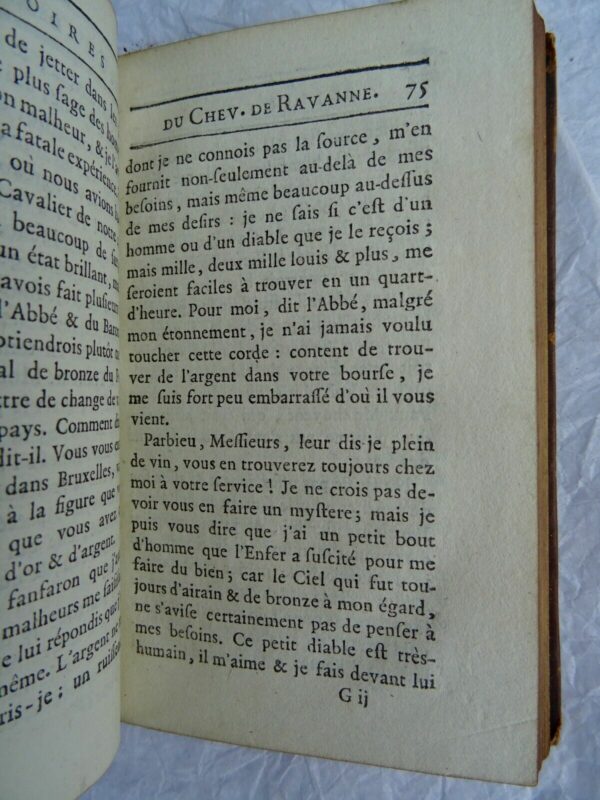 OIRES
de jetter dans
plus sage des
malheur, &
fatale expérience
où nous avions
Cavalier de notre
beaucoup de
un état brillant,
avois fait plusieurs
l'Abbé & du
plutôt
de bronze du
ttre de change de
pays. Comment
dit-il. Vous vous
dans Bruxelles,
à la figure que
que vous avez
d'or & d'argent.
fanfaron que j'
malheurs me
lui répondis que
même. L'argent ne
ris-je; un
DU CHEV. DE RAVANNE. 75
dont je ne connois pas la ſource, m'en
fournit non-ſeulement au-delà de mes
beſoins, mais même beaucoup au-deſſus
de mes deſirs : je ne ſais ſi c'eſt d'un
homme ou d'un diable que je le reçois ;
mais mille, deux mille louis & plus, me
ſeroient faciles à trouver en un quart-
d'heure. Pour moi, dit l'Abbé, malgré
mon étonnement, je n'ai jamais voulu
toucher cette corde : content de trou-
ver de l'argent dans votre bourſe, je
me ſuis fort peu embarraſſé d'où il vous
vient.
Parbieu, Meſſieurs, leur dis-je plein
de vin, vous en trouverez toujours chez
moi à votre ſervice ! Je ne crois pas de-
voir vous en faire un myſtere; mais je
puis vous dire que j'ai un petit bout
d'homme que l'Enfer a ſuſcité pour me
faire du bien; car le Ciel qui fut tou-
jours d'airain & de bronze à mon égard,
ne s'aviſe certainement pas de penſer à
mes beſoins. Ce petit diable eſt très-
humain, il m'aime & je fais devant lui
G ij